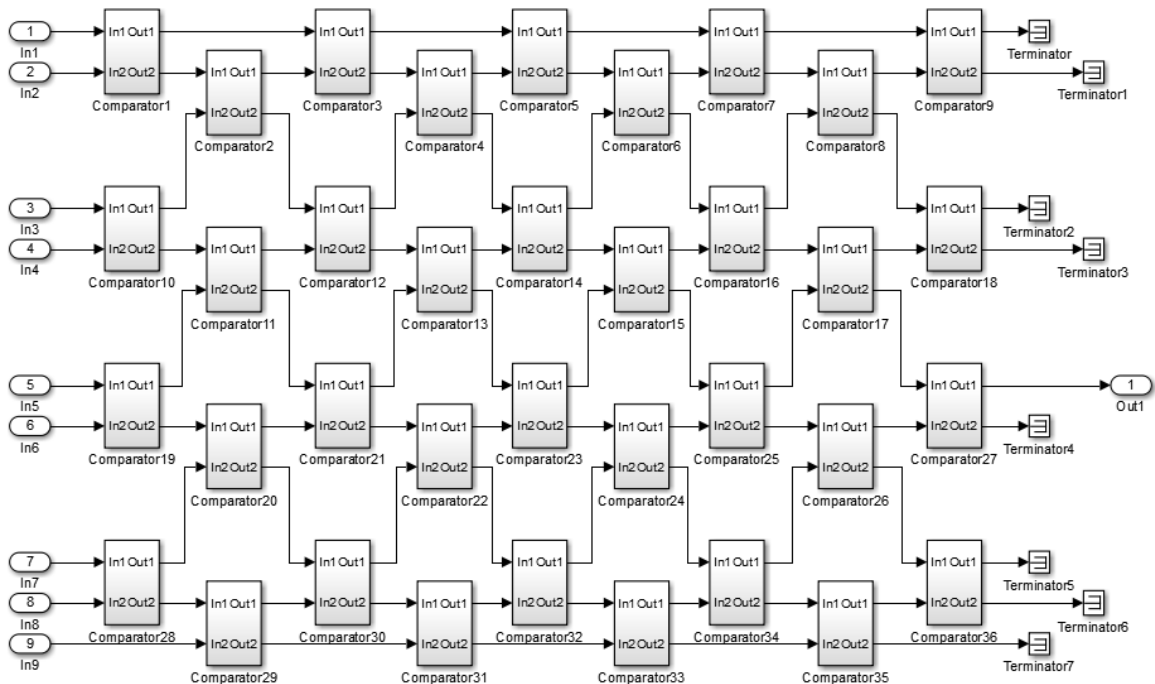 1
In1
2
In2
In1 Out1
In2 Out2
Comparator1
In1 Out1
In2 Out2
Comparator2
In1 Out1
In2 Out2
Comparator3
In1 Out1
In2 Out2
Comparator4
In1 Out1
In2 Out2
Comparator5
In1 Out1
In2 Out2
Comparator6
In1 Out1
In2 Out2
Comparator7
In1 Out1
In2 Out2
Comparator8
In1 Out1
In2 Out2
Comparator9
Terminator
Terminator1
3
In3
4
In4
In1 Out1
In2 Out2
Comparator10
In1 Out1
In2 Out2
Comparator11
In1 Out1
In2 Out2
Comparator12
In1 Out1
In2 Out2
Comparator13
In1 Out1
In2 Out2
Comparator14
In1 Out1
In2 Out2
Comparator15
In1 Out1
In2 Out2
Comparator16
In1 Out1
In2 Out2
Comparator17
In1 Out1
In2 Out2
Comparator18
Terminator2
Terminator3
5
In5
6
In6
In1 Out1
In2 Out2
Comparator19
In1 Out1
In2 Out2
Comparator20
In1 Out1
In2 Out2
Comparator21
In1 Out1
In2 Out2
Comparator22
In1 Out1
In2 Out2
Comparator23
In1 Out1
In2 Out2
Comparator24
In1 Out1
In2 Out2
Comparator25
In1 Out1
In2 Out2
Comparator26
In1 Out1
In2 Out2
Comparator27
1
Out1
Terminator4
7
In7
8
In8
9
In9
In1 Out1
In2 Out2
Comparator28
In1 Out1
In2 Out2
Comparator29
In1 Out1
In2 Out2
Comparator30
In1 Out1
In2 Out2
Comparator31
In1 Out1
In2 Out2
Comparator32
In1 Out1
In2 Out2
Comparator33
In1 Out1
In2 Out2
Comparator34
In1 Out1
In2 Out2
Comparator35
In1 Out1
In2 Out2
Comparator36
Terminator5
Terminator6
Terminator7